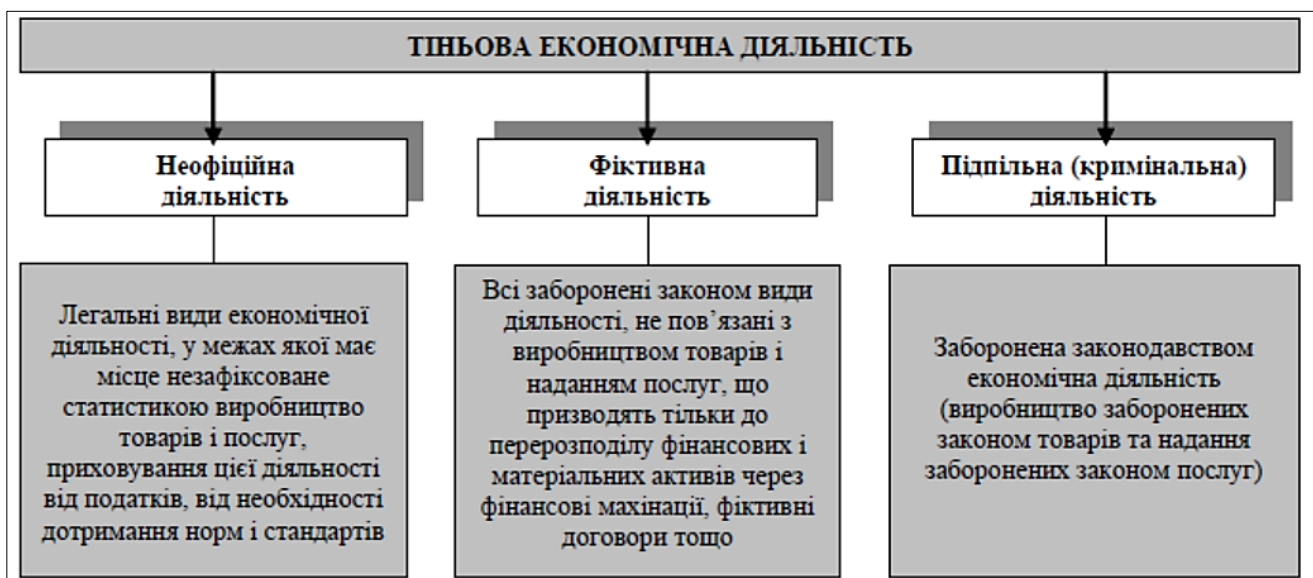 ТІНЬОВА ЕКОНОМІЧНА ДІЯЛЬНІСТЬ
Неофіційна
діяльність
Легальні види економічної
діяльності, у межах якої має
місце незафіксоване
статистикою виробництво
товарів і послуг,
приховування цієї діяльності
від податків, від необхідності
дотримання норм і стандартів
Фіктивна
діяльність
Всі заборонені законом види
діяльності, не пов’язані з
виробництвом товарів і
наданням послуг, що
призводять тільки до
перерозподілу фінансових і
матеріальних активів через
фінансові махінації, фіктивні
договори тощо
Підпільна (кримінальна)
діяльність
Заборонена законодавством
економічна діяльність
(виробництво заборонених
законом товарів та надання
заборонених законом послуг)